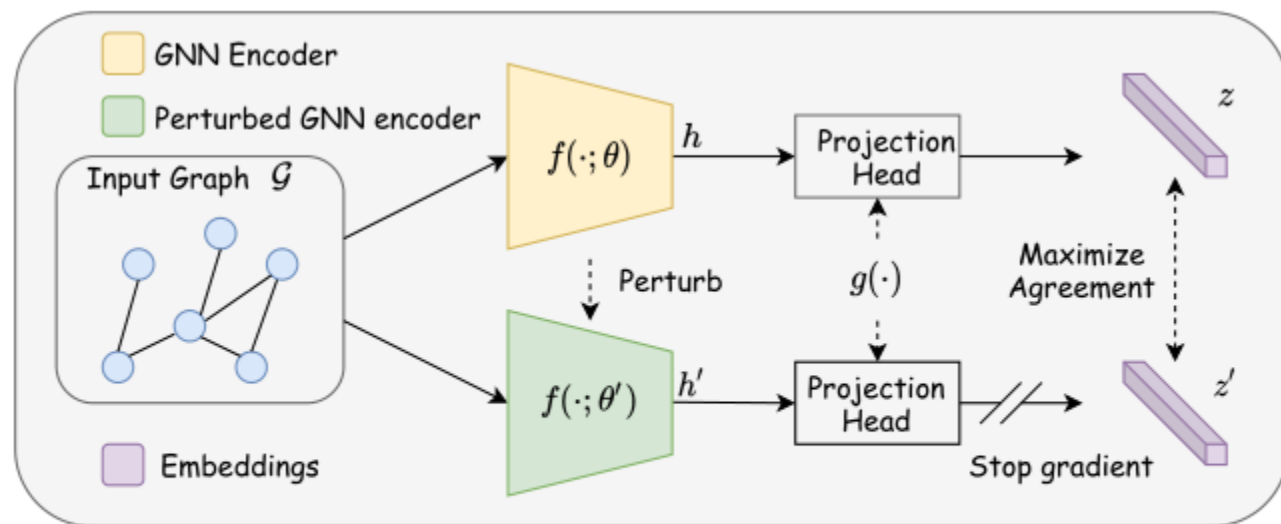 GNN Encoder
Perturbed GNN encoder
Input Graph 𝒢
f(·; θ)
h
Projection
Head
z
Perturb
g(·)
Maximize
Agreement
f(·; θ′)
h′
Projection
Head
z′
Stop gradient
Embeddings